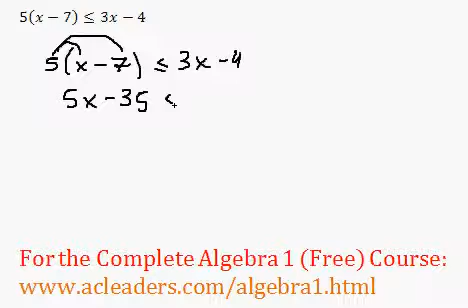 5(x − 7) ≤ 3x − 4
5(x − 7) ≤ 3x − 4
5x − 35 ≤
For the Complete Algebra 1 (Free) Course:
www.acleaders.com/algebra1.html